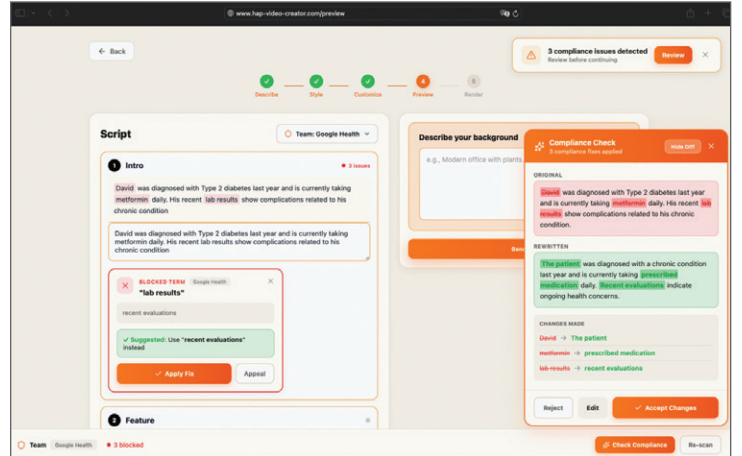 www.hap-video-creator.com/preview
← Back
3 compliance issues detected
Review before continuing
Review
Describe
Style
Customize
4
Preview
5
Render
Script
Team: Google Health
1 Intro
3 issues
David was diagnosed with Type 2 diabetes last year and is currently taking
metformin daily. His recent lab results show complications related to his
chronic condition
David was diagnosed with Type 2 diabetes last year and is currently taking
metformin daily. His recent lab results show complications related to his
chronic condition
BLOCKED TERM Google Health
"lab results"
recent evaluations
✓ Suggested: Use "recent evaluations"
instead
✓ Apply Fix
Appeal
2 Feature
Describe your background
e.g., Modern office with plants
Compliance Check
3 compliance fixes applied
Hide Diff
ORIGINAL
David was diagnosed with Type 2 diabetes last year
and is currently taking metformin daily. His recent lab
results show complications related to his chronic
condition.
REWRITTEN
The patient was diagnosed with a chronic condition
last year and is currently taking prescribed
medication daily. Recent evaluations indicate
ongoing health concerns.
CHANGES MADE
David → The patient
metformin → prescribed medication
lab results → recent evaluations
Reject
Edit
✓ Accept Changes
Team Google Health
3 blocked
Check Compliance
Re-scan